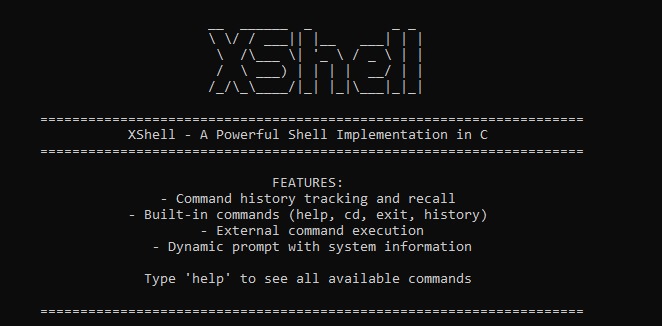 XShell
====================================================================
XShell - A Powerful Shell Implementation in C
====================================================================
FEATURES:
- Command history tracking and recall
- Built-in commands (help, cd, exit, history)
- External command execution
- Dynamic prompt with system information
Type 'help' to see all available commands
====================================================================